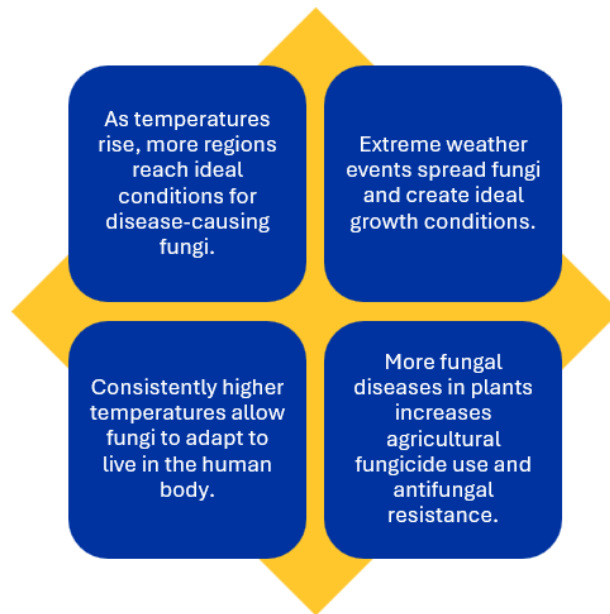 As temperatures
rise, more regions
reach ideal
conditions for
disease-causing
fungi.
Extreme weather
events spread fungi
and create ideal
growth conditions.
Consistently higher
temperatures allow
fungi to adapt to
live in the human
body.
More fungal
diseases in plants
increases
agricultural
fungicide use and
antifungal
resistance.